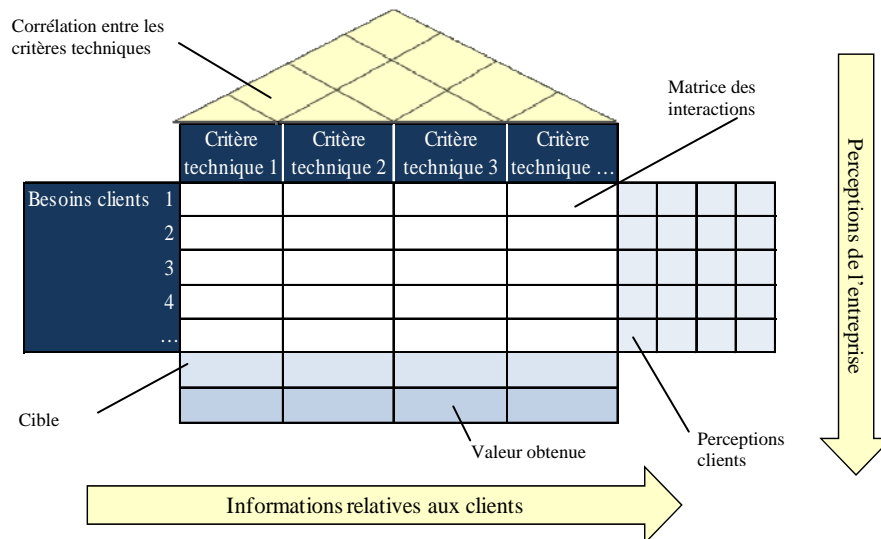 Corrélation entre les
critères techniques
Matrice des
interactions
Critère
technique 1
Critère
technique 2
Critère
technique 3
Critère
technique …
Besoins clients 1
2
3
4
…
Perceptions de l'entreprise
Cible
Valeur obtenue
Perceptions
clients
Informations relatives aux clients